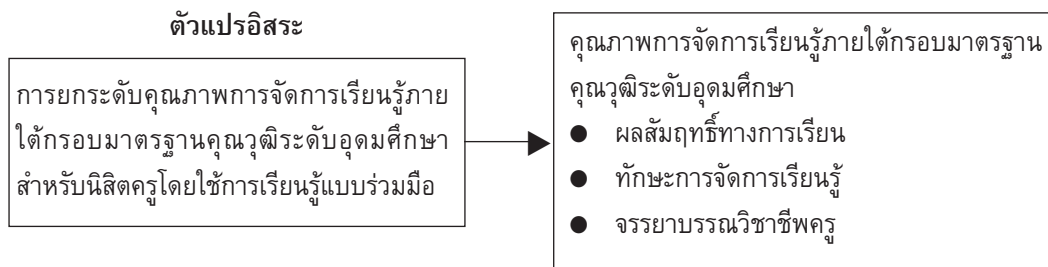 ตัวแปรอิสระ
การยกระดับคุณภาพการจัดการเรียนรู้ภาย
ใต้กรอบมาตรฐานคุณวุฒิระดับอุดมศึกษา
สำหรับนิสิตครูโดยใช้การเรียนรู้แบบร่วมมือ
คุณภาพการจัดการเรียนรู้ภายใต้กรอบมาตรฐาน
คุณวุฒิระดับอุดมศึกษา
● ผลสัมฤทธิ์ทางการเรียน
● ทักษะการจัดการเรียนรู้
● จรรยาบรรณวิชาชีพครู